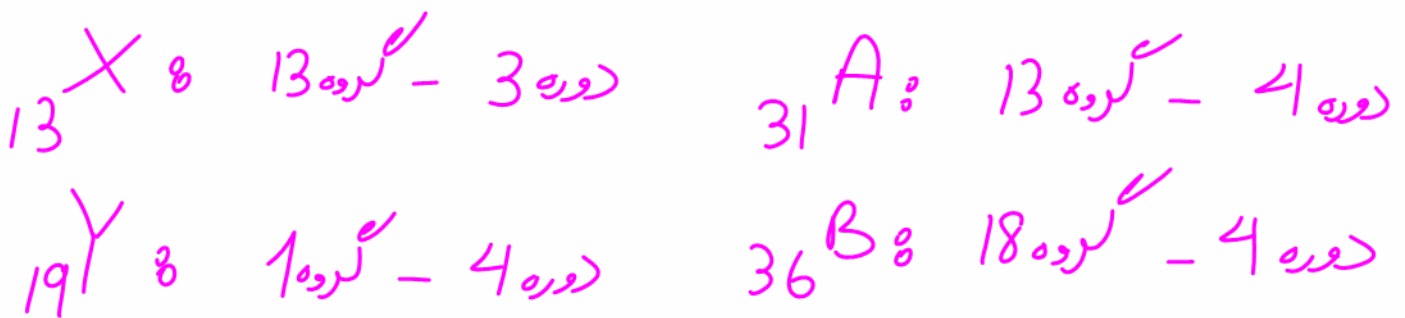 ₁₃X: دوره 3 – گروه 13
₃₁A: دوره 4 – گروه 13
₁₉Y: دوره 4 – گروه 1
₃₆B: دوره 4 – گروه 18